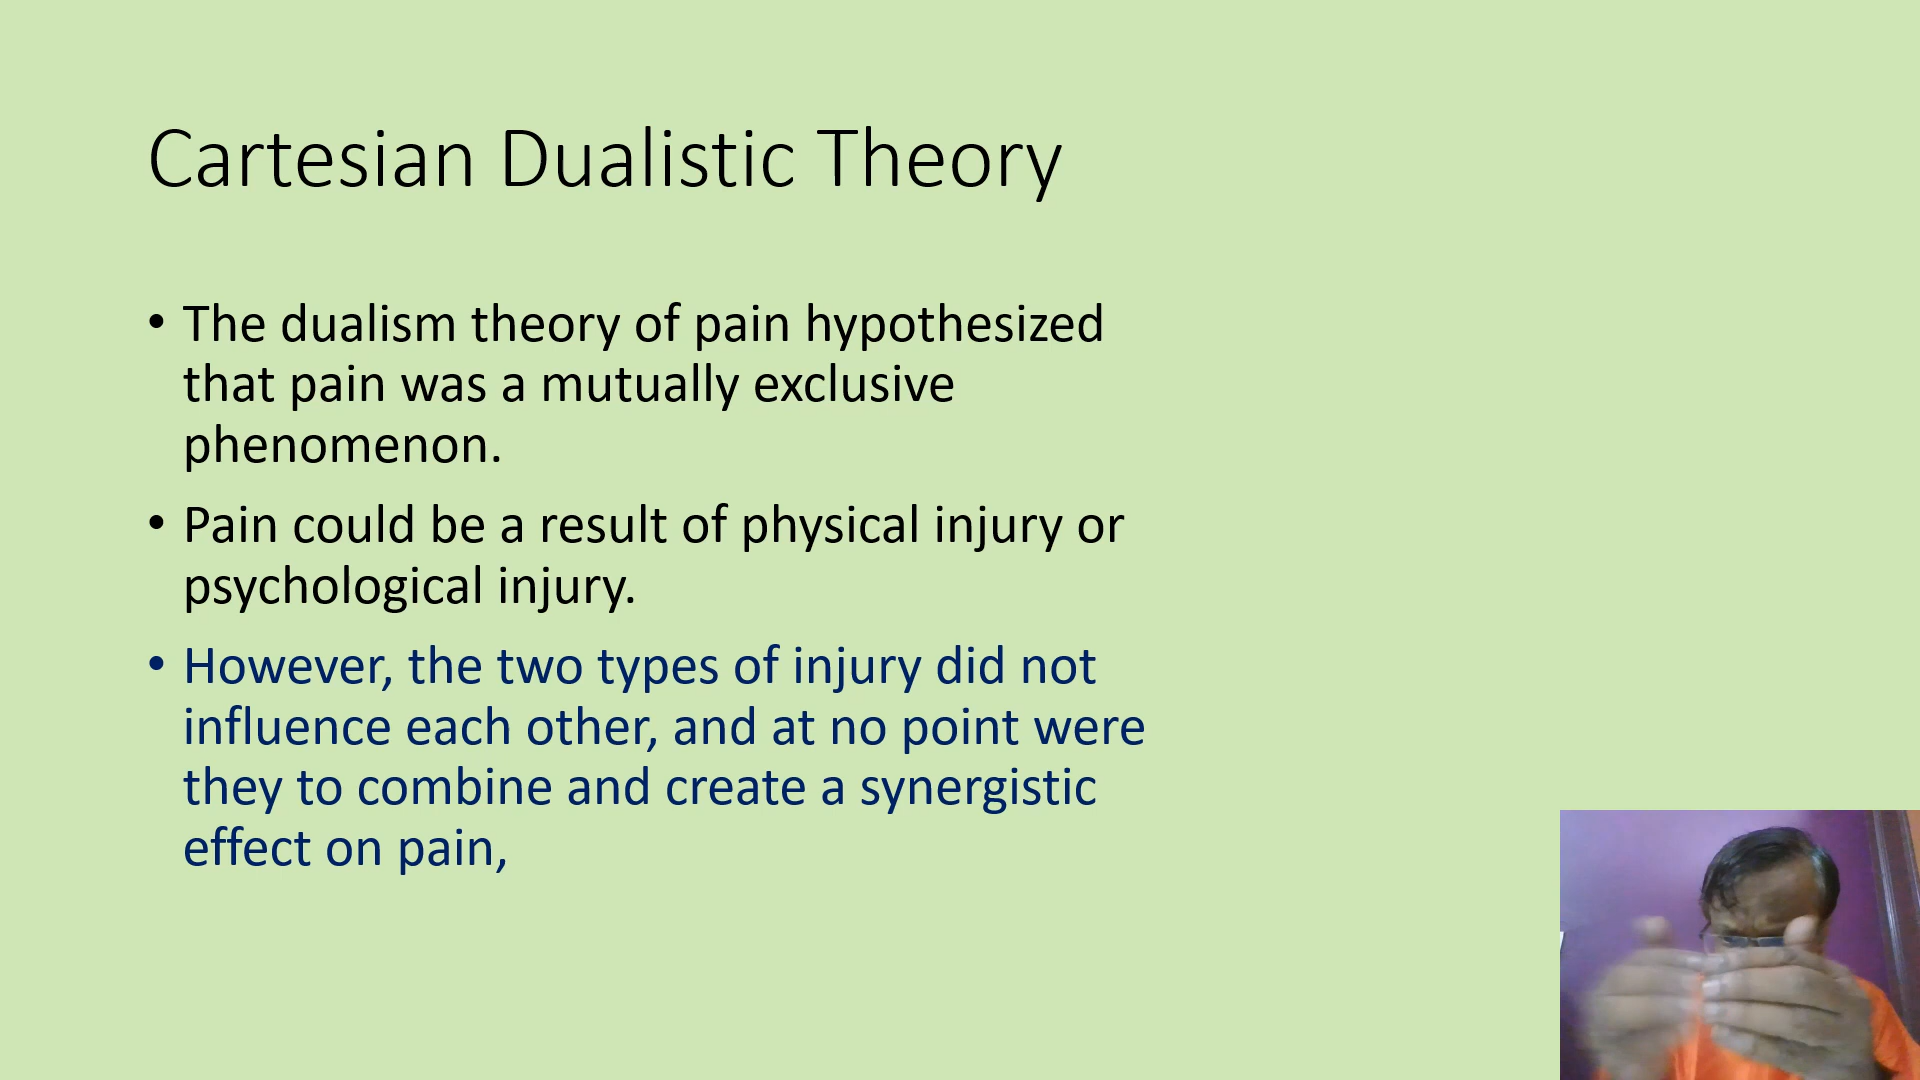 Cartesian Dualistic Theory
• The dualism theory of pain hypothesized
that pain was a mutually exclusive
phenomenon.
• Pain could be a result of physical injury or
psychological injury.
• However, the two types of injury did not
influence each other, and at no point were
they to combine and create a synergistic
effect on pain,